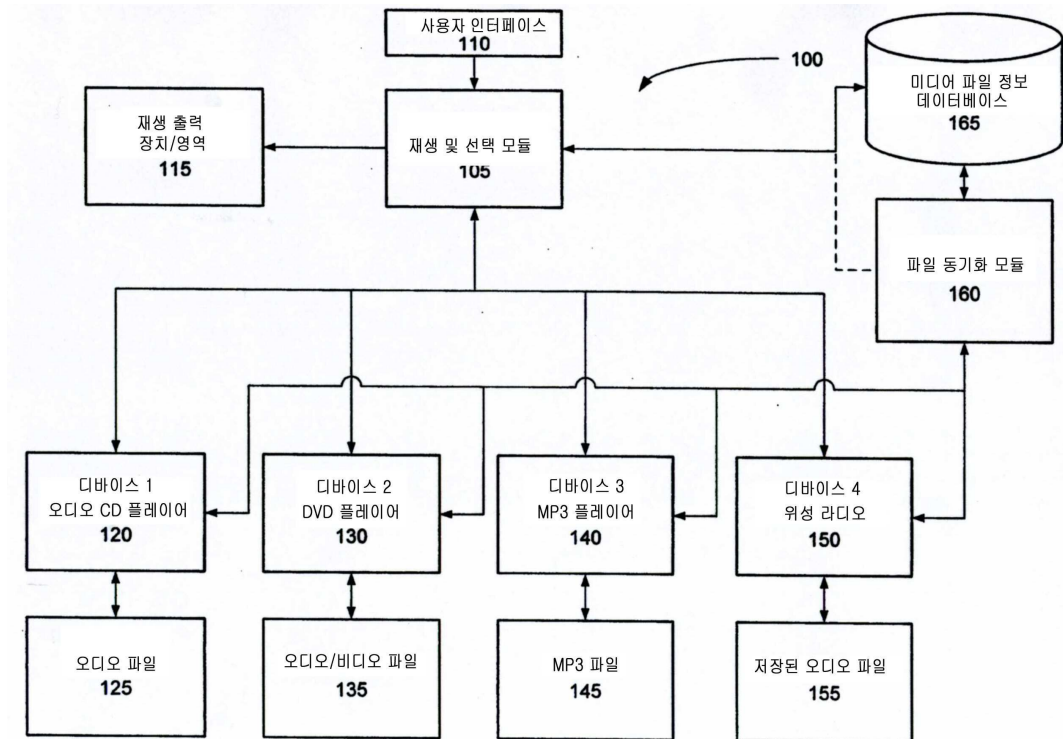 사용자 인터페이스
110
100
미디어 파일 정보
데이터베이스
165
재생 출력
장치/영역
115
재생 및 선택 모듈
105
파일 동기화 모듈
160
디바이스 1
오디오 CD 플레이어
120
디바이스 2
DVD 플레이어
130
디바이스 3
MP3 플레이어
140
디바이스 4
위성 라디오
150
오디오 파일
125
오디오/비디오 파일
135
MP3 파일
145
저장된 오디오 파일
155